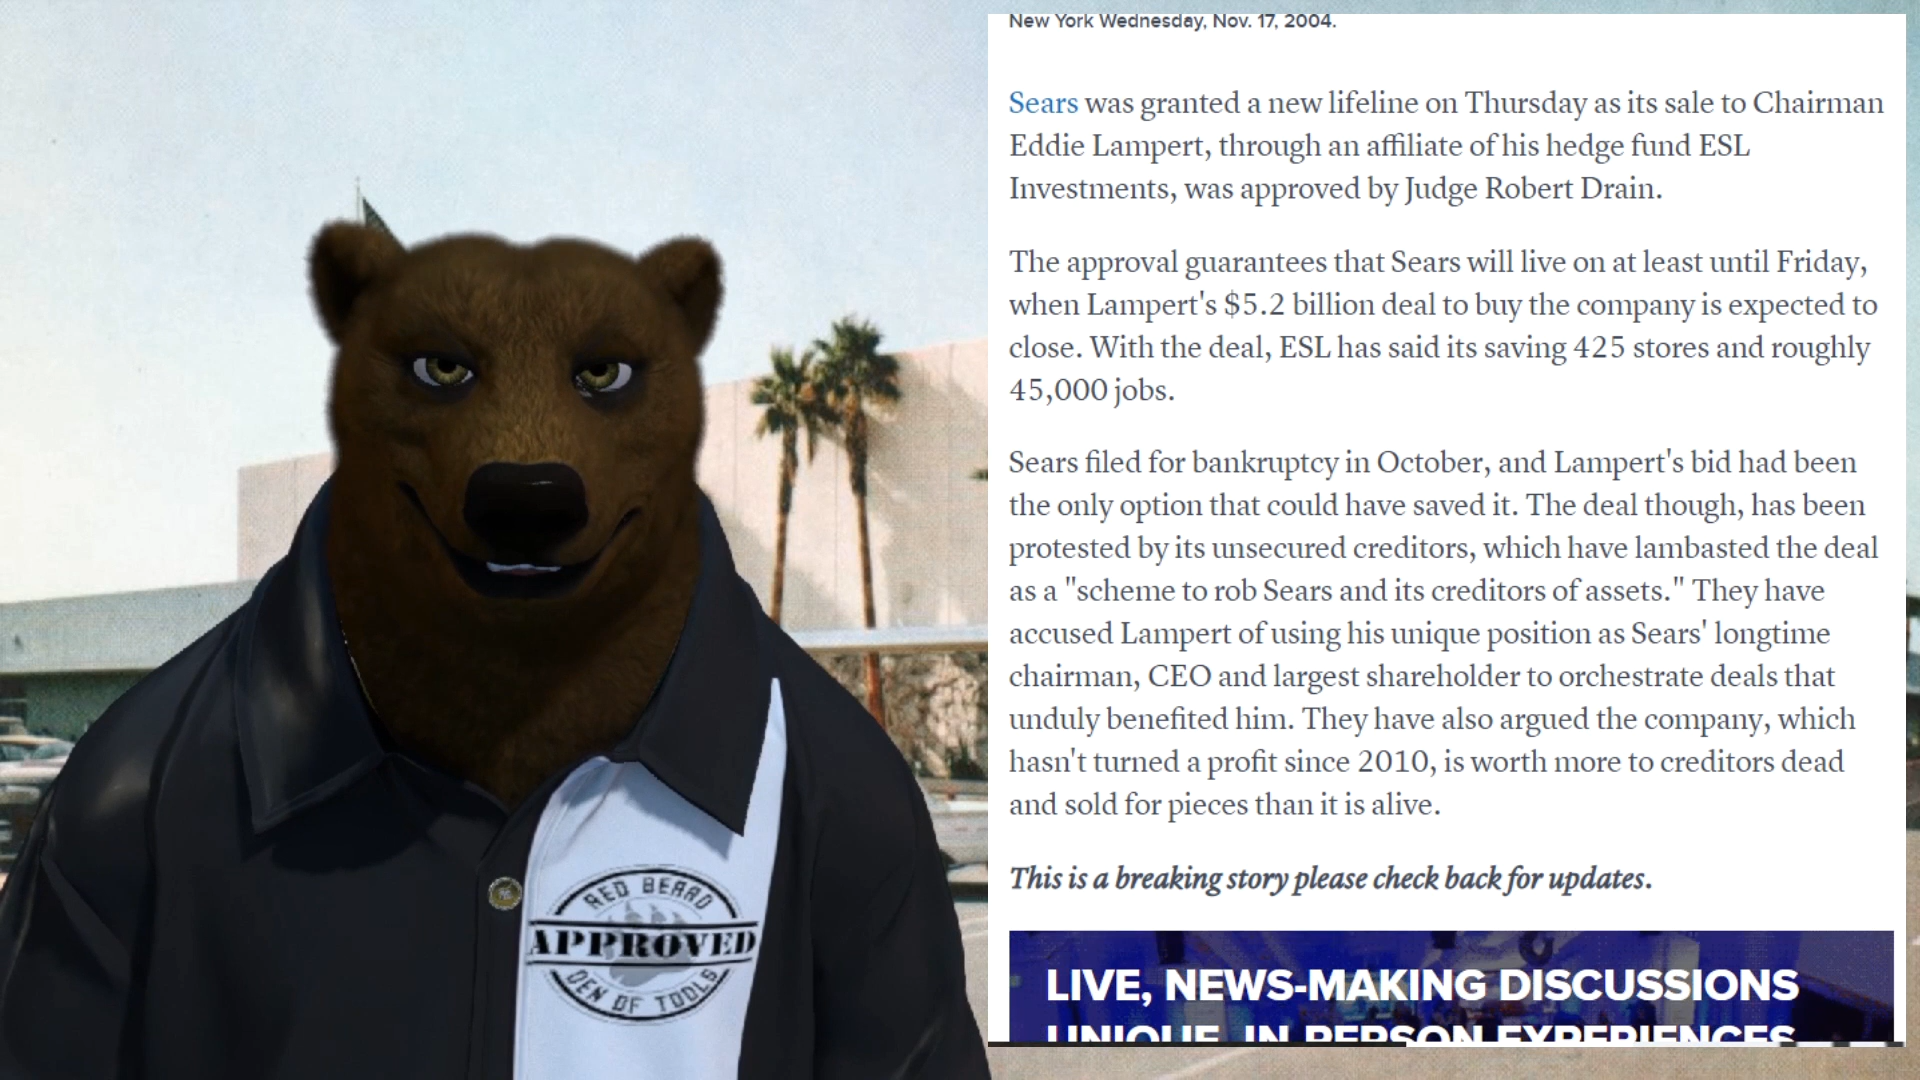 New York Wednesday, Nov. 17, 2004.
Sears was granted a new lifeline on Thursday as its sale to Chairman
Eddie Lampert, through an affiliate of his hedge fund ESL
Investments, was approved by Judge Robert Drain.
The approval guarantees that Sears will live on at least until Friday,
when Lampert's $5.2 billion deal to buy the company is expected to
close. With the deal, ESL has said its saving 425 stores and roughly
45,000 jobs.
Sears filed for bankruptcy in October, and Lampert's bid had been
the only option that could have saved it. The deal though, has been
protested by its unsecured creditors, which have lambasted the deal
as a "scheme to rob Sears and its creditors of assets." They have
accused Lampert of using his unique position as Sears' longtime
chairman, CEO and largest shareholder to orchestrate deals that
unduly benefited him. They have also argued the company, which
hasn't turned a profit since 2010, is worth more to creditors dead
and sold for pieces than it is alive.
This is a breaking story please check back for updates.
LIVE, NEWS-MAKING DISCUSSIONS
UNIQUE, IN-PERSON EXPERIENCES
RED BEARD
APPROVED
DEN OF TOOLS